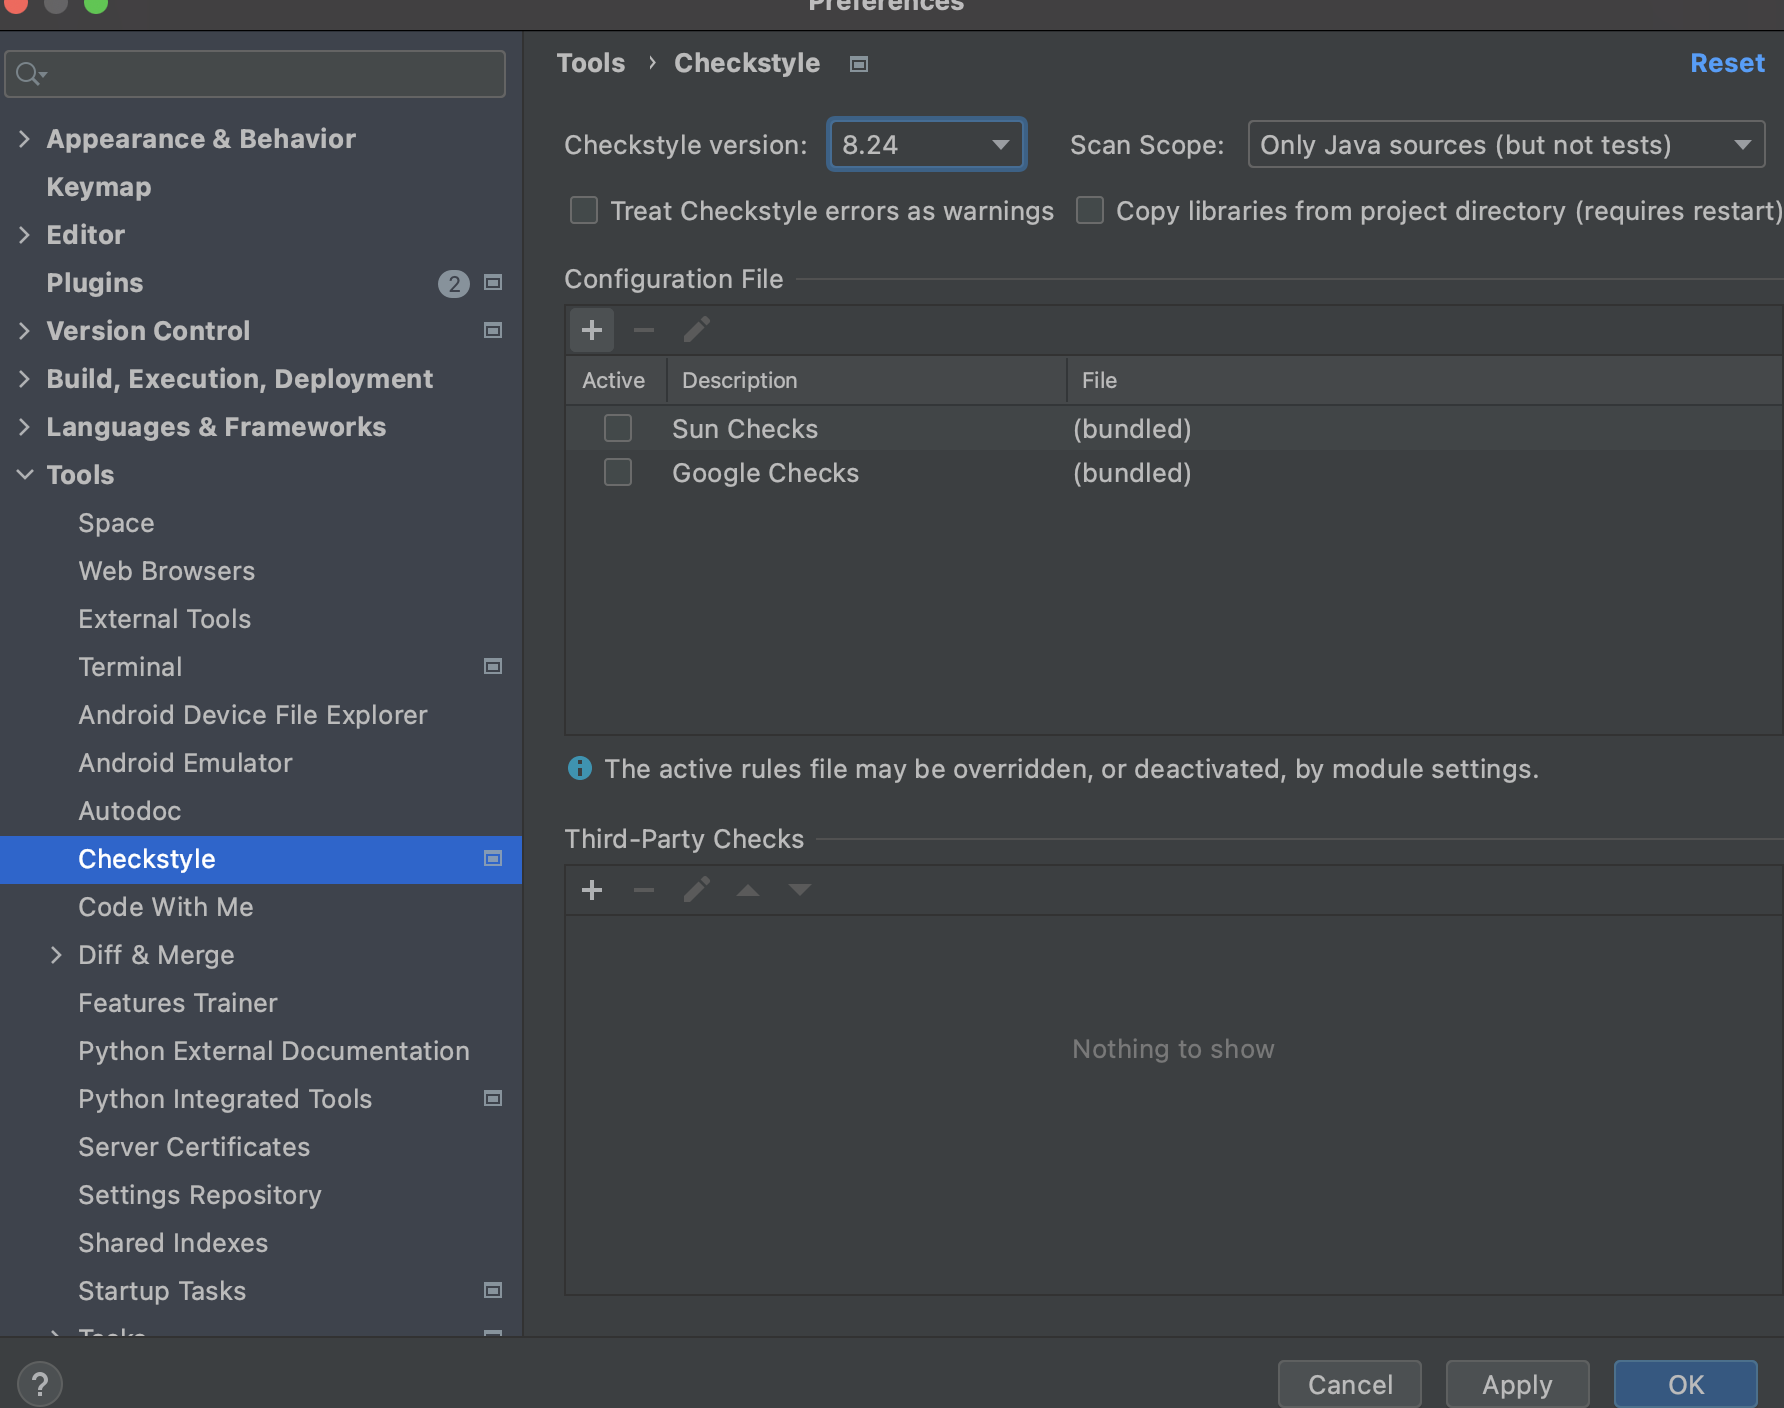 Preferences
Tools › Checkstyle
Reset
Appearance & Behavior
Keymap
Editor
Plugins 2
Version Control
Build, Execution, Deployment
Languages & Frameworks
Tools
Space
Web Browsers
External Tools
Terminal
Android Device File Explorer
Android Emulator
Autodoc
Checkstyle
Code With Me
Diff & Merge
Features Trainer
Python External Documentation
Python Integrated Tools
Server Certificates
Settings Repository
Shared Indexes
Startup Tasks
Tasks
Checkstyle version: 8.24 Scan Scope: Only Java sources (but not tests)
Treat Checkstyle errors as warnings Copy libraries from project directory (requires restart)
Configuration File
Active Description File
Sun Checks (bundled)
Google Checks (bundled)
The active rules file may be overridden, or deactivated, by module settings.
Third-Party Checks
Nothing to show
? Cancel Apply OK